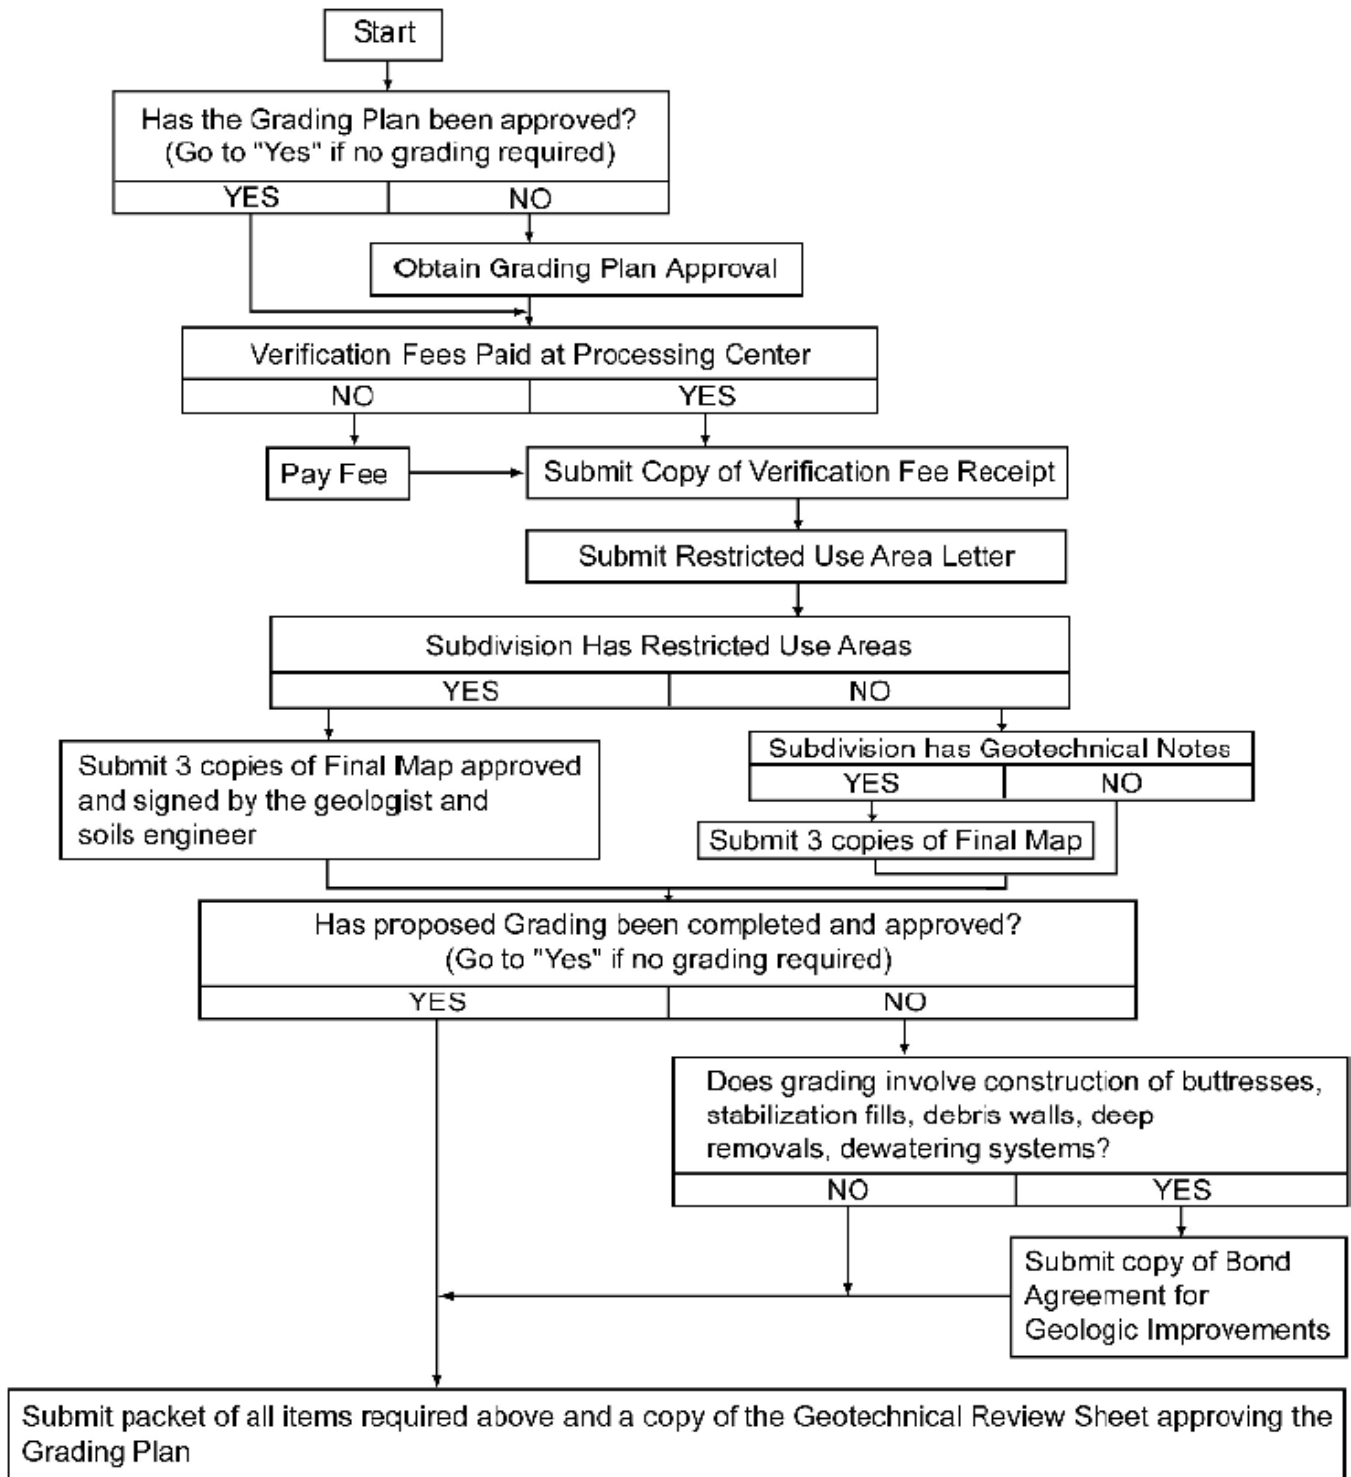 Start
Has the Grading Plan been approved?
(Go to "Yes" if no grading required)
YES
NO
Obtain Grading Plan Approval
Verification Fees Paid at Processing Center
NO
YES
Pay Fee
Submit Copy of Verification Fee Receipt
Submit Restricted Use Area Letter
Subdivision Has Restricted Use Areas
YES
NO
Submit 3 copies of Final Map approved
and signed by the geologist and
soils engineer
Subdivision has Geotechnical Notes
YES
NO
Submit 3 copies of Final Map
Has proposed Grading been completed and approved?
(Go to "Yes" if no grading required)
YES
NO
Does grading involve construction of buttresses,
stabilization fills, debris walls, deep
removals, dewatering systems?
NO
YES
Submit copy of Bond
Agreement for
Geologic Improvements
Submit packet of all items required above and a copy of the Geotechnical Review Sheet approving the
Grading Plan